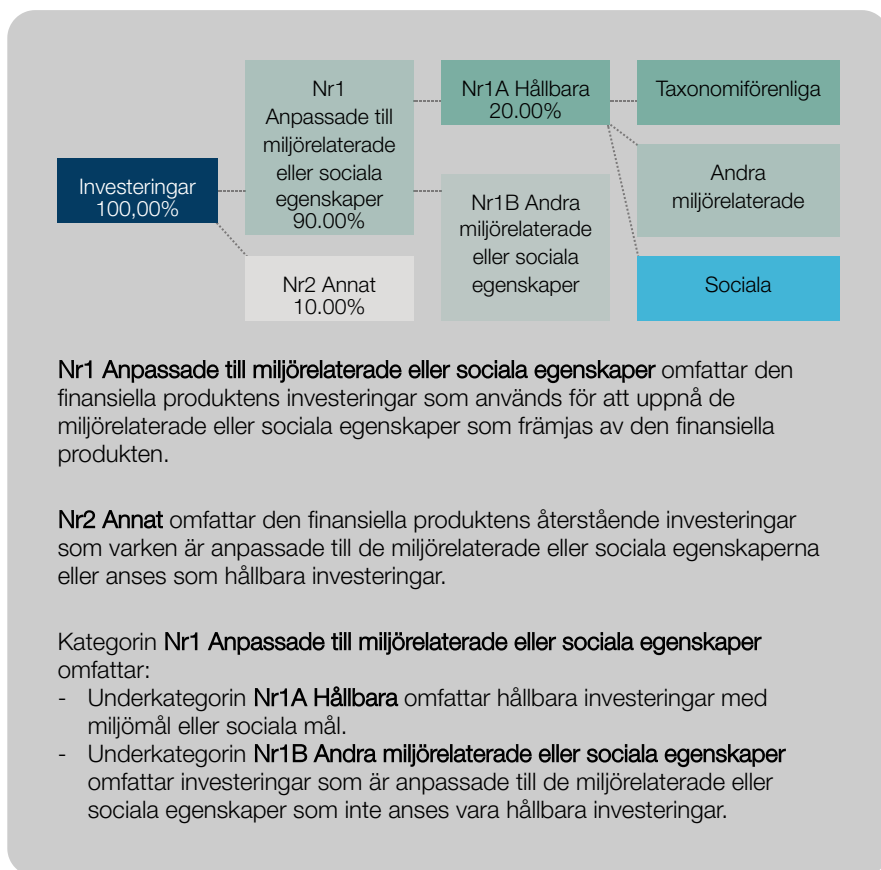 Investeringar
100,00%
Nr1
Anpassade till
miljörelaterade
eller sociala
egenskaper
90.00%
Nr2 Annat
10.00%
Nr1A Hållbara
20.00%
Nr1B Andra
miljörelaterade
eller sociala
egenskaper
Taxonomiförenliga
Andra
miljörelaterade
Sociala
Nr1 Anpassade till miljörelaterade eller sociala egenskaper omfattar den
finansiella produktens investeringar som används för att uppnå de
miljörelaterade eller sociala egenskaper som främjas av den finansiella
produkten.
Nr2 Annat omfattar den finansiella produktens återstående investeringar
som varken är anpassade till de miljörelaterade eller sociala egenskaperna
eller anses som hållbara investeringar.
Kategorin Nr1 Anpassade till miljörelaterade eller sociala egenskaper
omfattar:
- Underkategorin Nr1A Hållbara omfattar hållbara investeringar med
miljömål eller sociala mål.
- Underkategorin Nr1B Andra miljörelaterade eller sociala egenskaper
omfattar investeringar som är anpassade till de miljörelaterade eller
sociala egenskaper som inte anses vara hållbara investeringar.